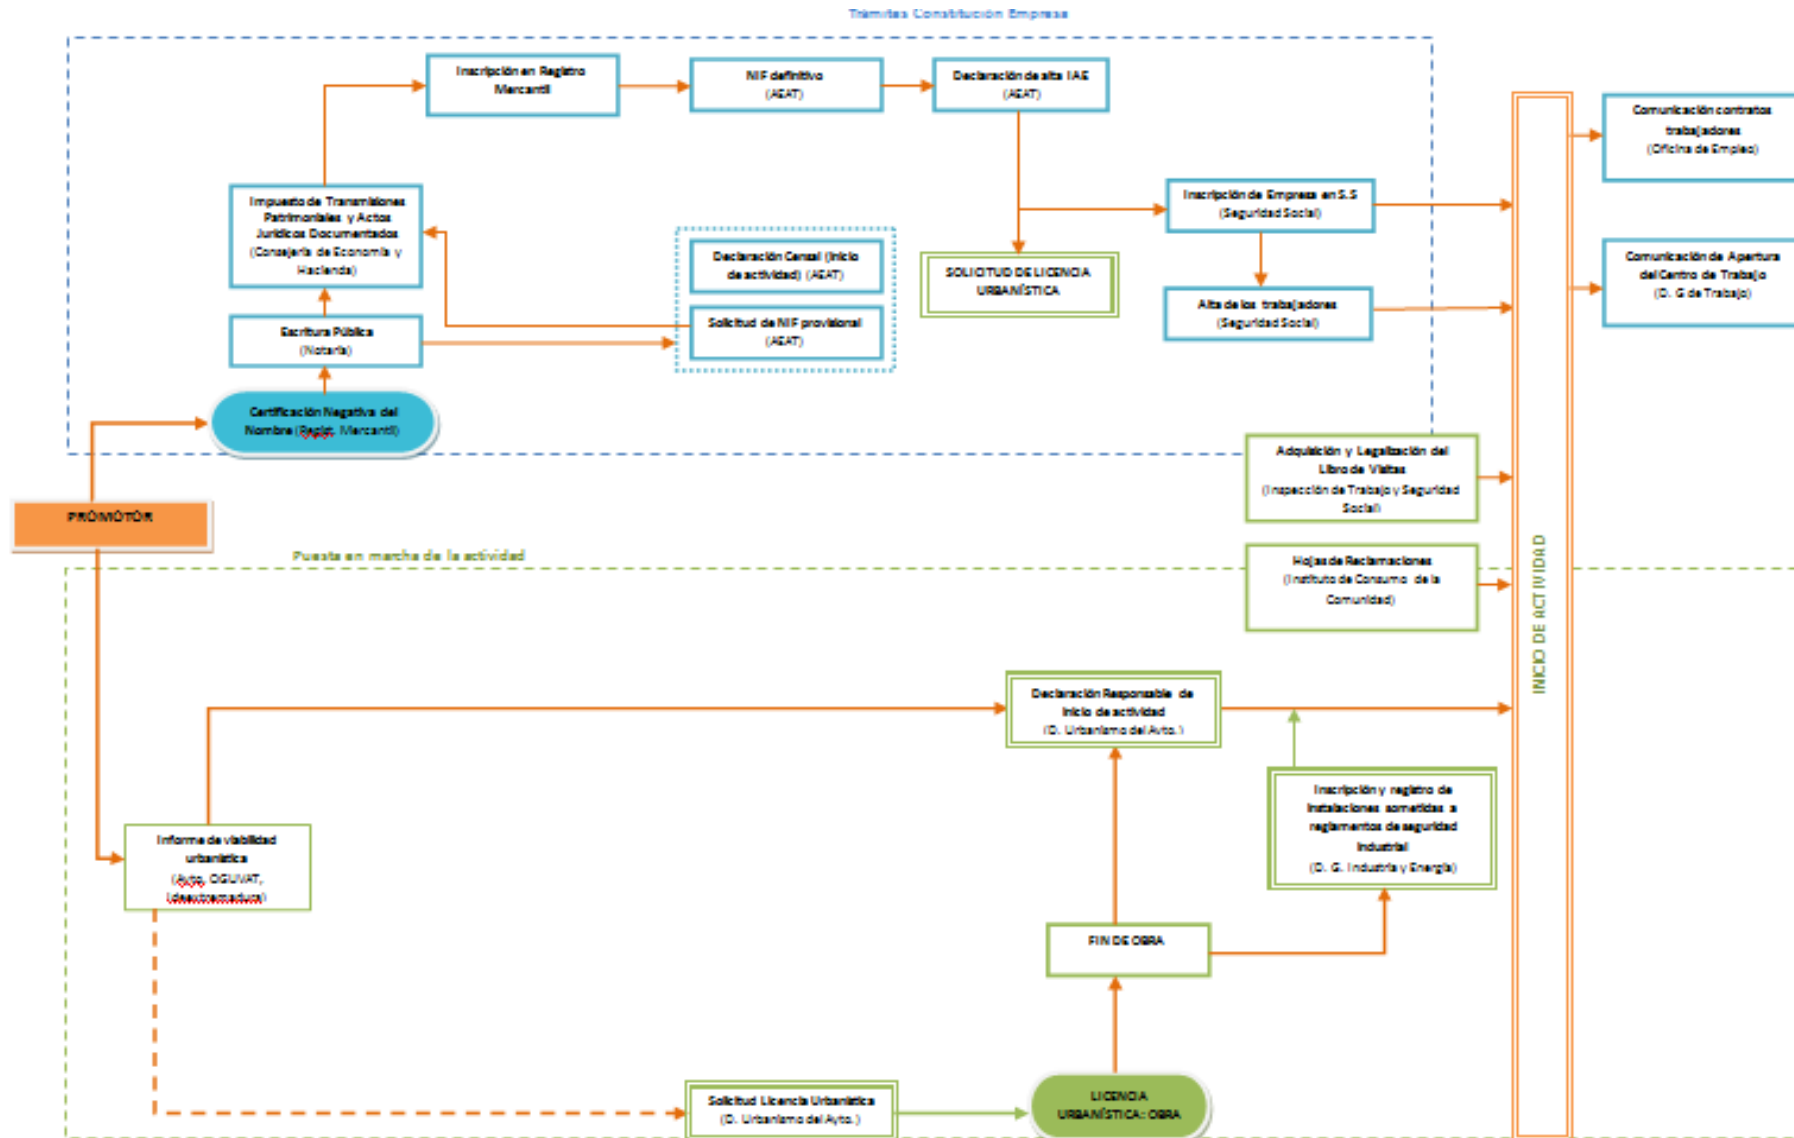 Trámites Constitución Empresa
Inscripción en Registro
Mercantil
NIF definitivo
(AEAT)
Declaración de alta IAE
(AEAT)
Comunicación contratos
trabajadores
(Oficina de Empleo)
Impuesto de Transmisiones
Patrimoniales y Actos
Jurídicos Documentados
(Consejería de Economía y
Hacienda)
Inscripción de Empresa en S.S
(Seguridad Social)
Declaración Censal (Inicio
de actividad) (AEAT)
SOLICITUD DE LICENCIA
URBANÍSTICA
Comunicación de Apertura
del Centro de Trabajo
(D. G de Trabajo)
Alta de los trabajadores
(Seguridad Social)
Escritura Pública
(Notaría)
Solicitud de NIF provisional
(AEAT)
Certificación Negativa del
Nombre (Regist. Mercantil)
Adquisición y Legalización del
Libro de Visitas
(Inspección de Trabajo y Seguridad
Social)
PROMOTOR
Puesta en marcha de la actividad
Hojas de Reclamaciones
(Instituto de Consumo de la
Comunidad)
INICIO DE ACTIVIDAD
Declaración Responsable de
Inicio de actividad
(D. Urbanismo del Ayto.)
Inscripción y registro de
Instalaciones sometidas a
reglamentos de seguridad
Industrial
(D. G. Industria y Energía)
Informe de viabilidad
urbanística
(Ayto, OGUVAT,
Ideextremadura)
FIN DE OBRA
Solicitud Licencia Urbanística
(D. Urbanismo del Ayto.)
LICENCIA
URBANÍSTICA: OBRA